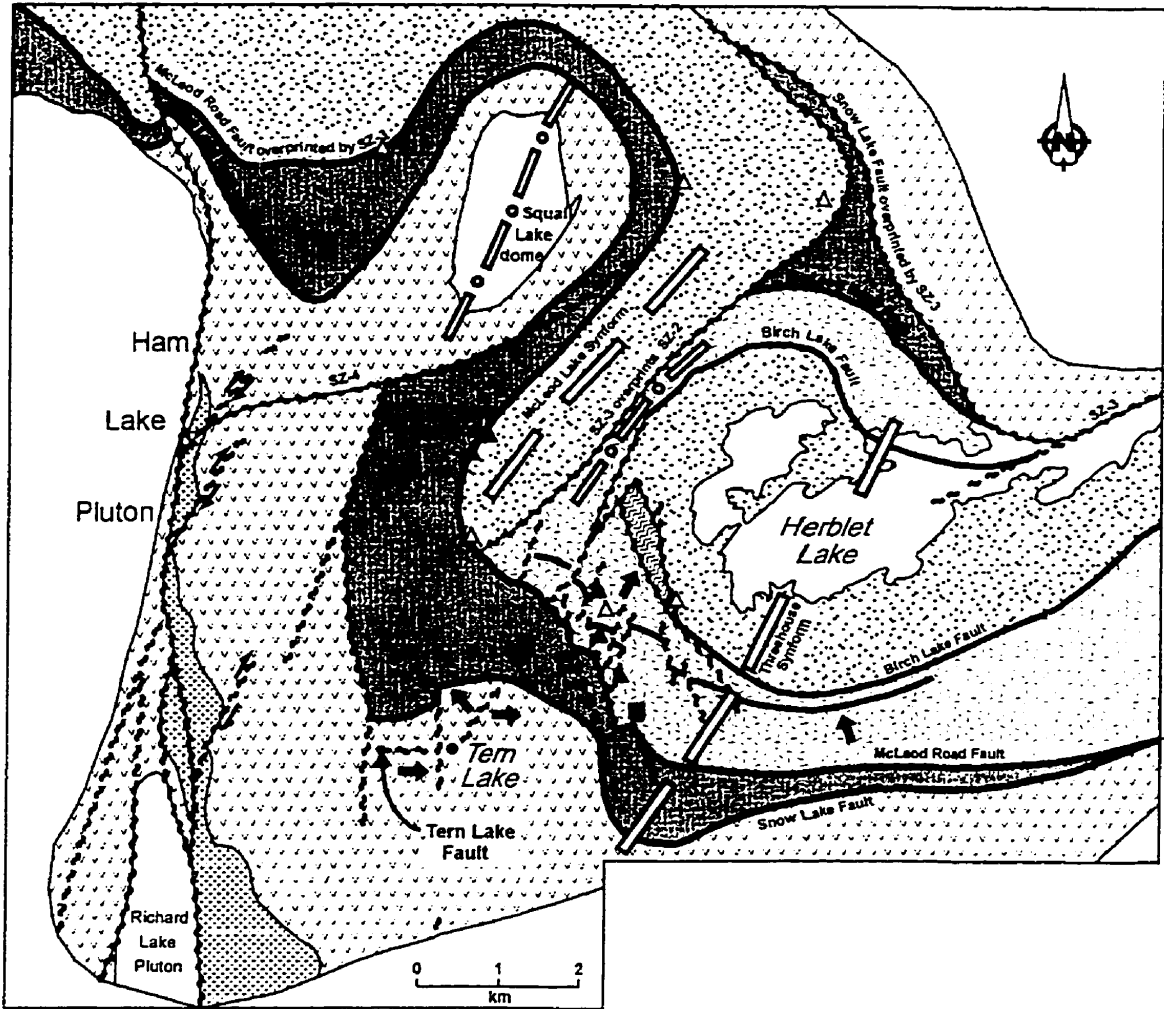 McLeod Road Fault overprinted by SZ-3
Snow Lake Fault overprinted by SZ-3
N
Squall
Lake
dome
McLeod Lake Synform
SZ-3 overprints SZ-2
Birch Lake Fault
Ham
Lake
Pluton
SZ-4
SZ-3
Herblet
Lake
Threehouse
Synform
Birch Lake Fault
McLeod Road Fault
Snow Lake Fault
Tern
Lake
Tern Lake
Fault
Richard
Lake
Pluton
0 1 2
km